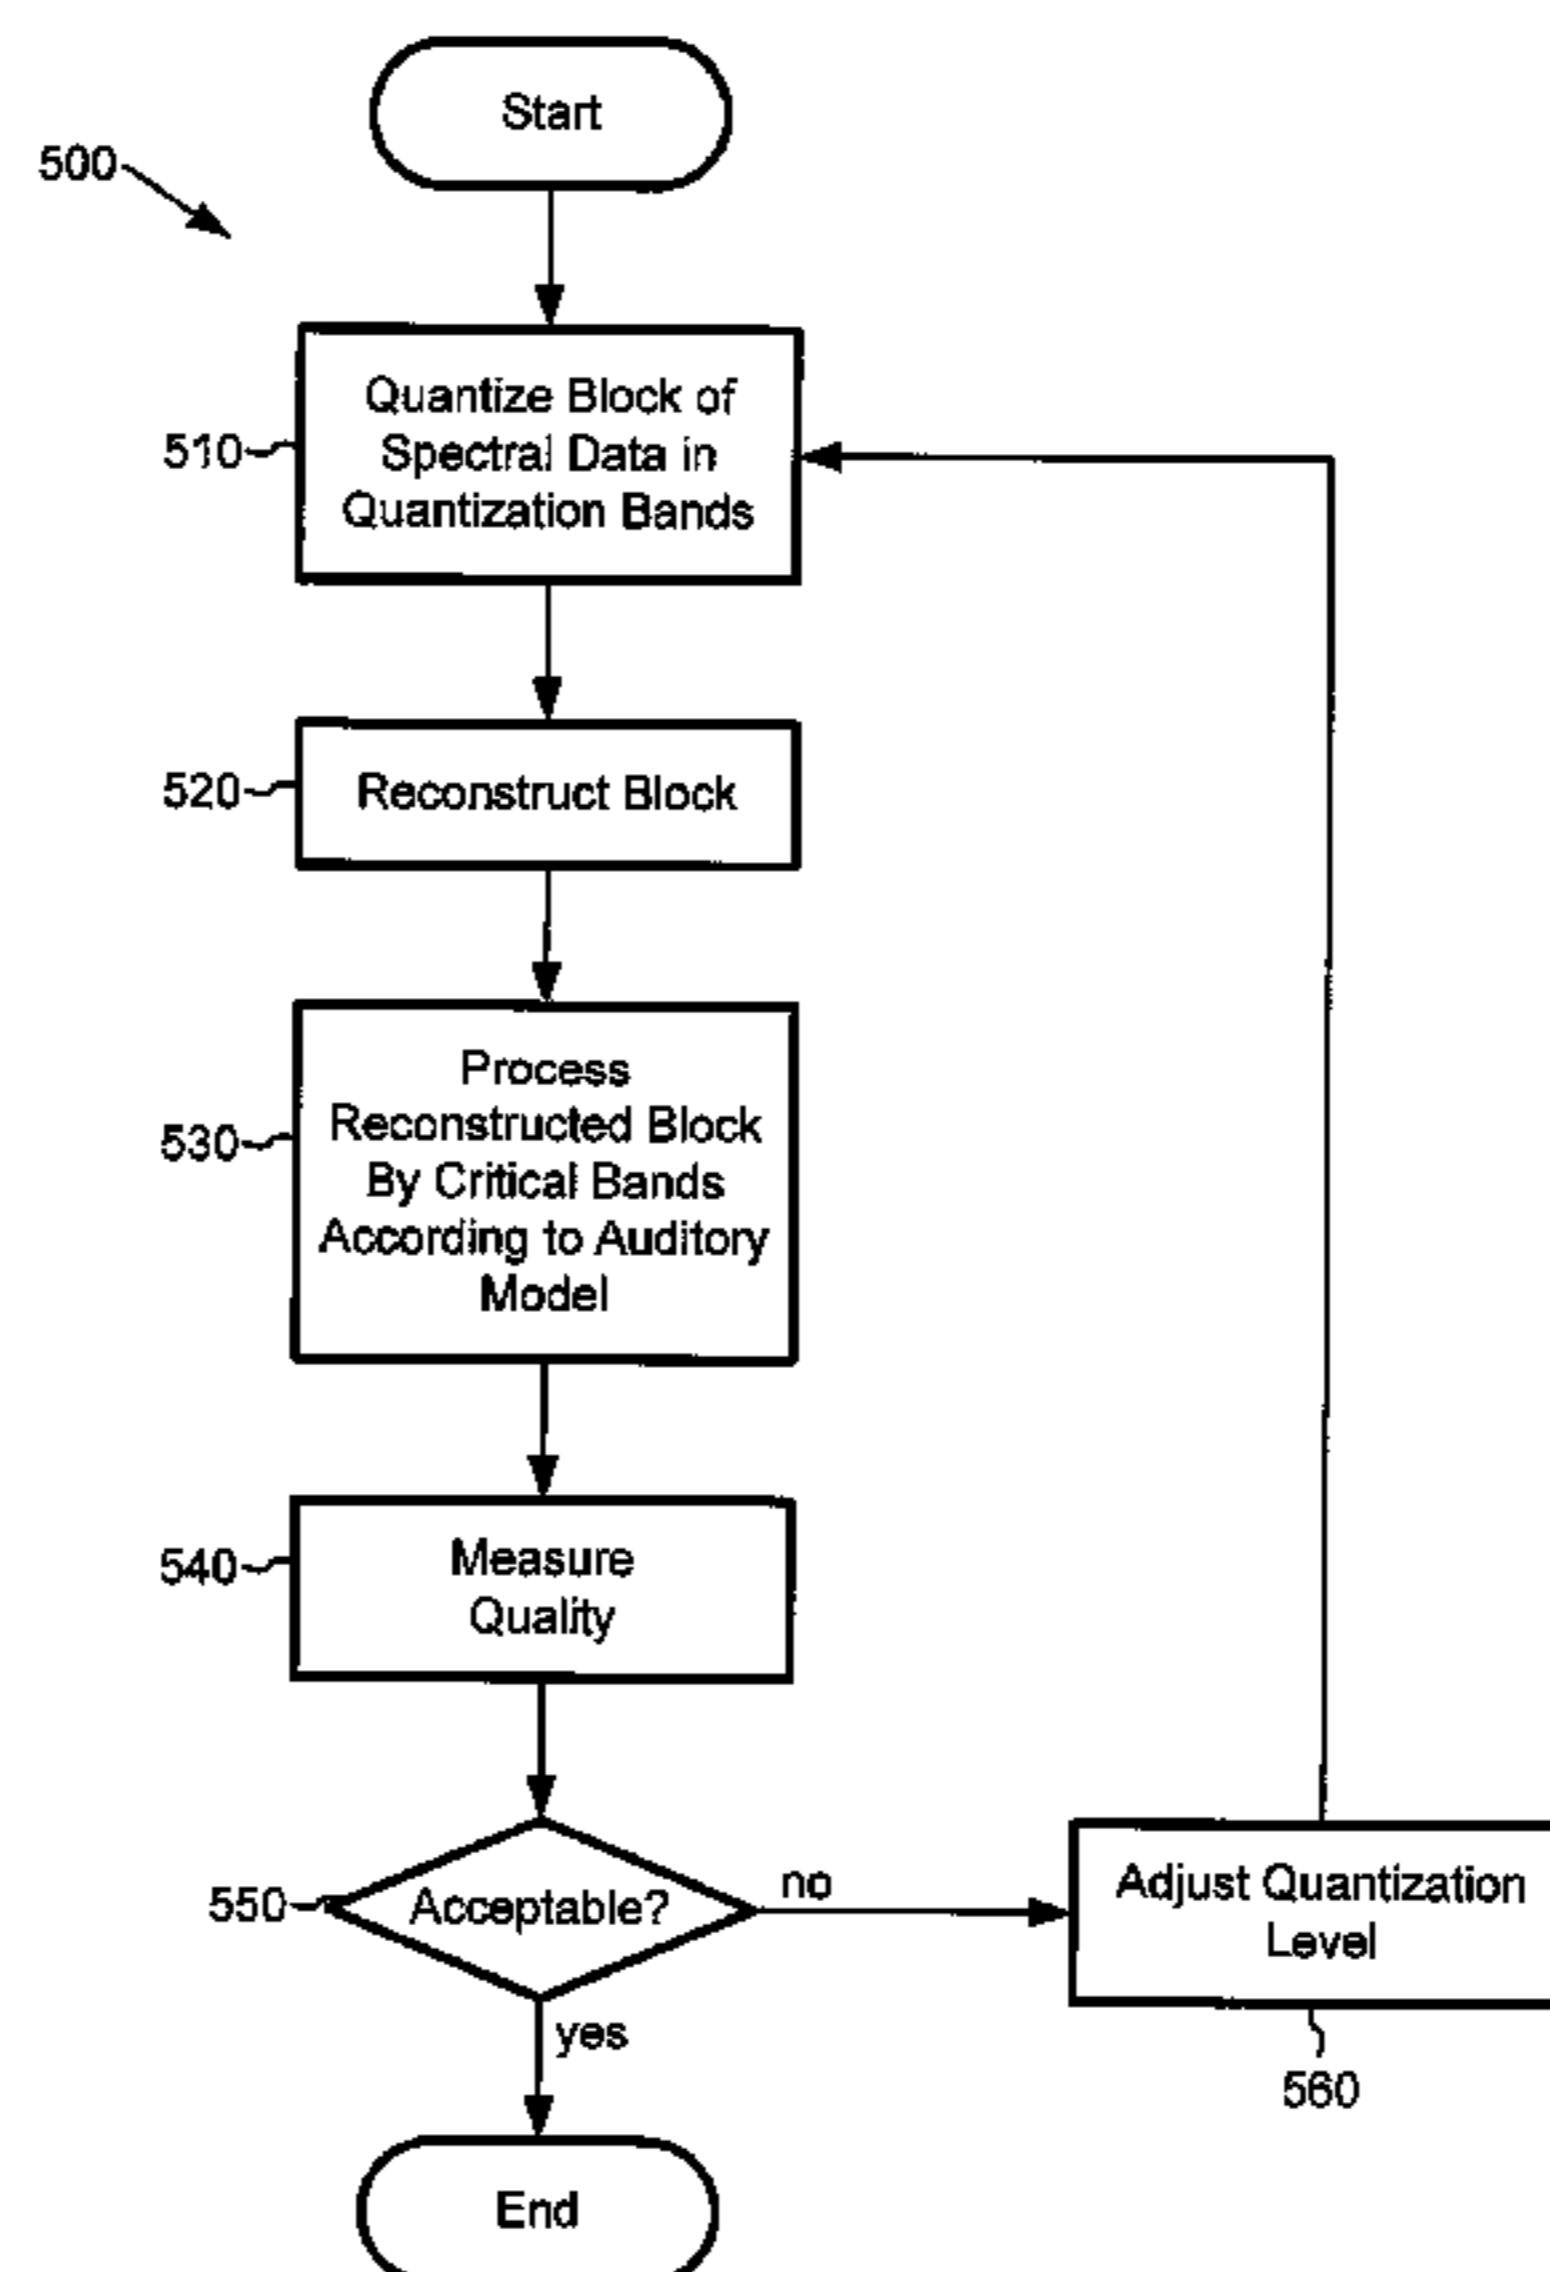 Start
500
Quantize Block of
Spectral Data in
Quantization Bands
510
520
Reconstruct Block
Process
Reconstructed Block
By Critical Bands
According to Auditory
Model
530
540
Measure
Quality
550
Acceptable?
no
Adjust Quantization
Level
yes
560
End